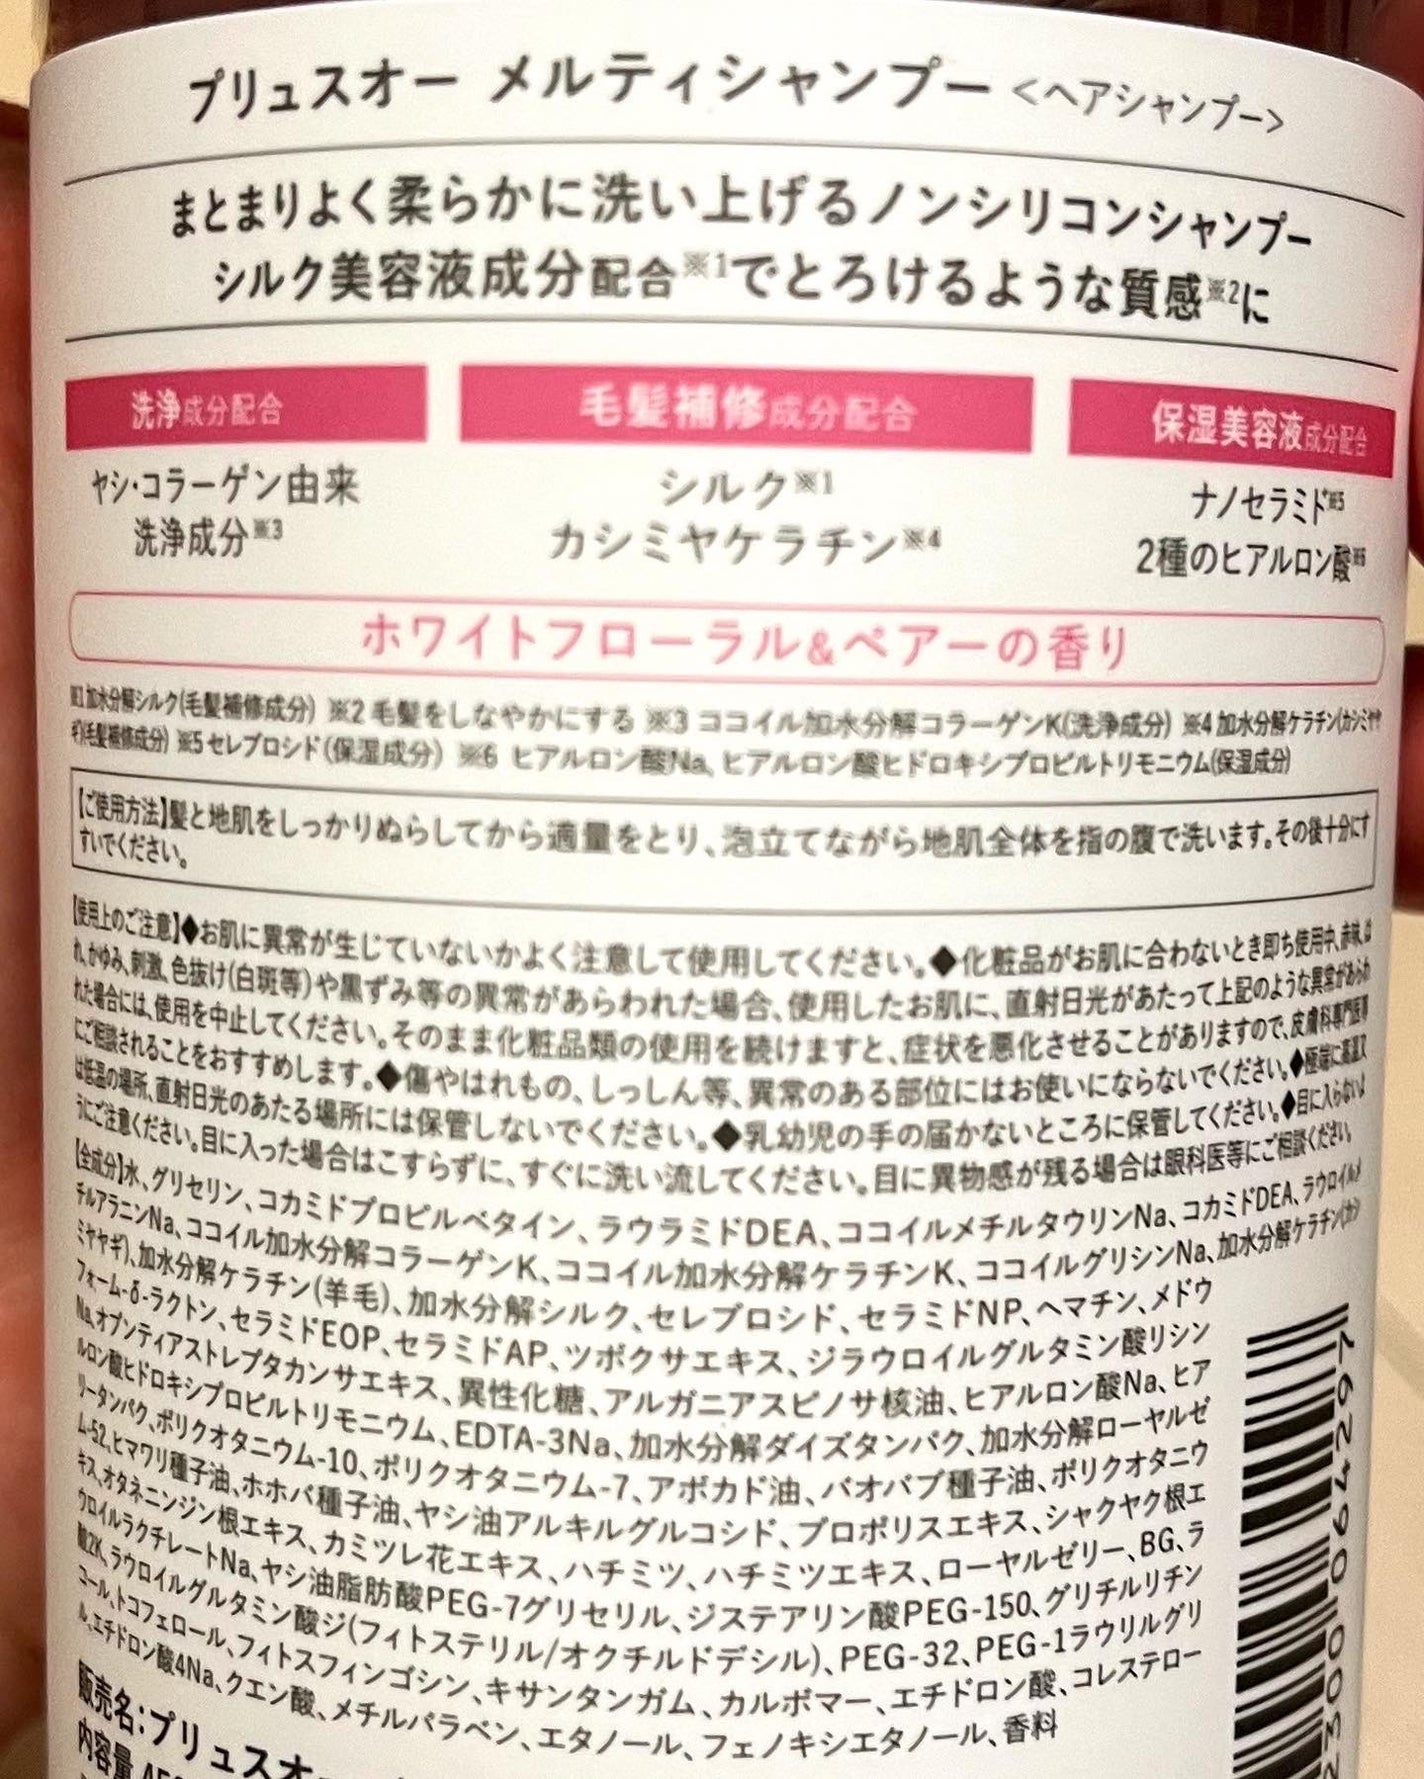 プリュスオー メルティシャンプー <ヘアシャンプー>
まとまりよく柔らかに洗い上げるノンシリコンシャンプー
シルク美容液成分配合※1でとろけるような質感※2に
洗浄成分配合
ヤシ・コラーゲン由来
洗浄成分※3
毛髪補修成分配合
シルク※1
カシミヤケラチン※4
保湿美容液成分配合
ナノセラミド※5
2種のヒアルロン酸※6
ホワイトフローラル&ペアーの香り
※1 加水分解シルク(毛髪補修成分) ※2 毛髪をしなやかにする ※3 ココイル加水分解コラーゲンK(洗浄成分) ※4 加水分解ケラチン(カシミヤヤ
ギ)(毛髪補修成分) ※5 セレブロシド(保湿成分) ※6 ヒアルロン酸Na、ヒアルロン酸ヒドロキシプロピルトリモニウム(保湿成分)
【ご使用方法】髪と地肌をしっかりぬらしてから適量をとり、泡立てながら地肌全体を指の腹で洗います。その後十分にす
すいでください。
【使用上のご注意】◆お肌に異常が生じていないかよく注意して使用してください。◆化粧品がお肌に合わないとき即ち使用中、赤味、は
れ、かゆみ、刺激、色抜け(白斑等)や黒ずみ等の異常があらわれた場合、使用したお肌に、直射日光があたって上記のような異常があらわ
れた場合には、使用を中止してください。そのまま化粧品類の使用を続けますと、症状を悪化させることがありますので、皮膚科専門医等
にご相談されることをおすすめします。◆傷やはれもの、しっしん等、異常のある部位にはお使いにならないでください。◆極端に高温又
は低温の場所、直射日光のあたる場所には保管しないでください。◆乳幼児の手の届かないところに保管してください。◆目に入らないよ
うにご注意ください。目に入った場合はこすらずに、すぐに洗い流してください。目に異物感が残る場合は眼科医等にご相談ください。
【全成分】水、グリセリン、コカミドプロピルベタイン、ラウラミドDEA、ココイルメチルタウリンNa、コカミドDEA、ラウロイルメ
チルアラニンNa、ココイル加水分解コラーゲンK、ココイル加水分解ケラチンK、ココイルグリシンNa、加水分解ケラチン(カシ
ミヤヤギ)、加水分解ケラチン(羊毛)、加水分解シルク、セレブロシド、セラミドNP、ヘマチン、メドウ
フォーム-δ-ラクトン、セラミドEOP、セラミドAP、ツボクサエキス、ジラウロイルグルタミン酸リシン
Na、オプンティアストレプタカンサエキス、異性化糖、アルガニアスピノサ核油、ヒアルロン酸Na、ヒア
ルロン酸ヒドロキシプロピルトリモニウム、EDTA-3Na、加水分解ダイズタンパク、加水分解ローヤルゼ
リータンパク、ポリクオタニウム-10、ポリクオタニウム-7、アボカド油、バオバブ種子油、ポリクオタニウ
ム-52、ヒマワリ種子油、ホホバ種子油、ヤシ油アルキルグルコシド、プロポリスエキス、シャクヤク根エ
キス、オタネニンジン根エキス、カミツレ花エキス、ハチミツ、ハチミツエキス、ローヤルゼリー、BG、ラ
ウロイルラクチレートNa、ヤシ油脂肪酸PEG-7グリセリル、ジステアリン酸PEG-150、グリチルリチン
酸2K、ラウロイルグルタミン酸ジ(フィトステリル/オクチルドデシル)、PEG-32、PEG-1ラウリルグリ
コール、トコフェロール、フィトスフィンゴシン、キサンタンガム、カルボマー、エチドロン酸、コレステロー
ル、エチドロン酸4Na、クエン酸、メチルパラベン、エタノール、フェノキシエタノール、香料
販売名:プリュスオー
内容量
2300 0064297